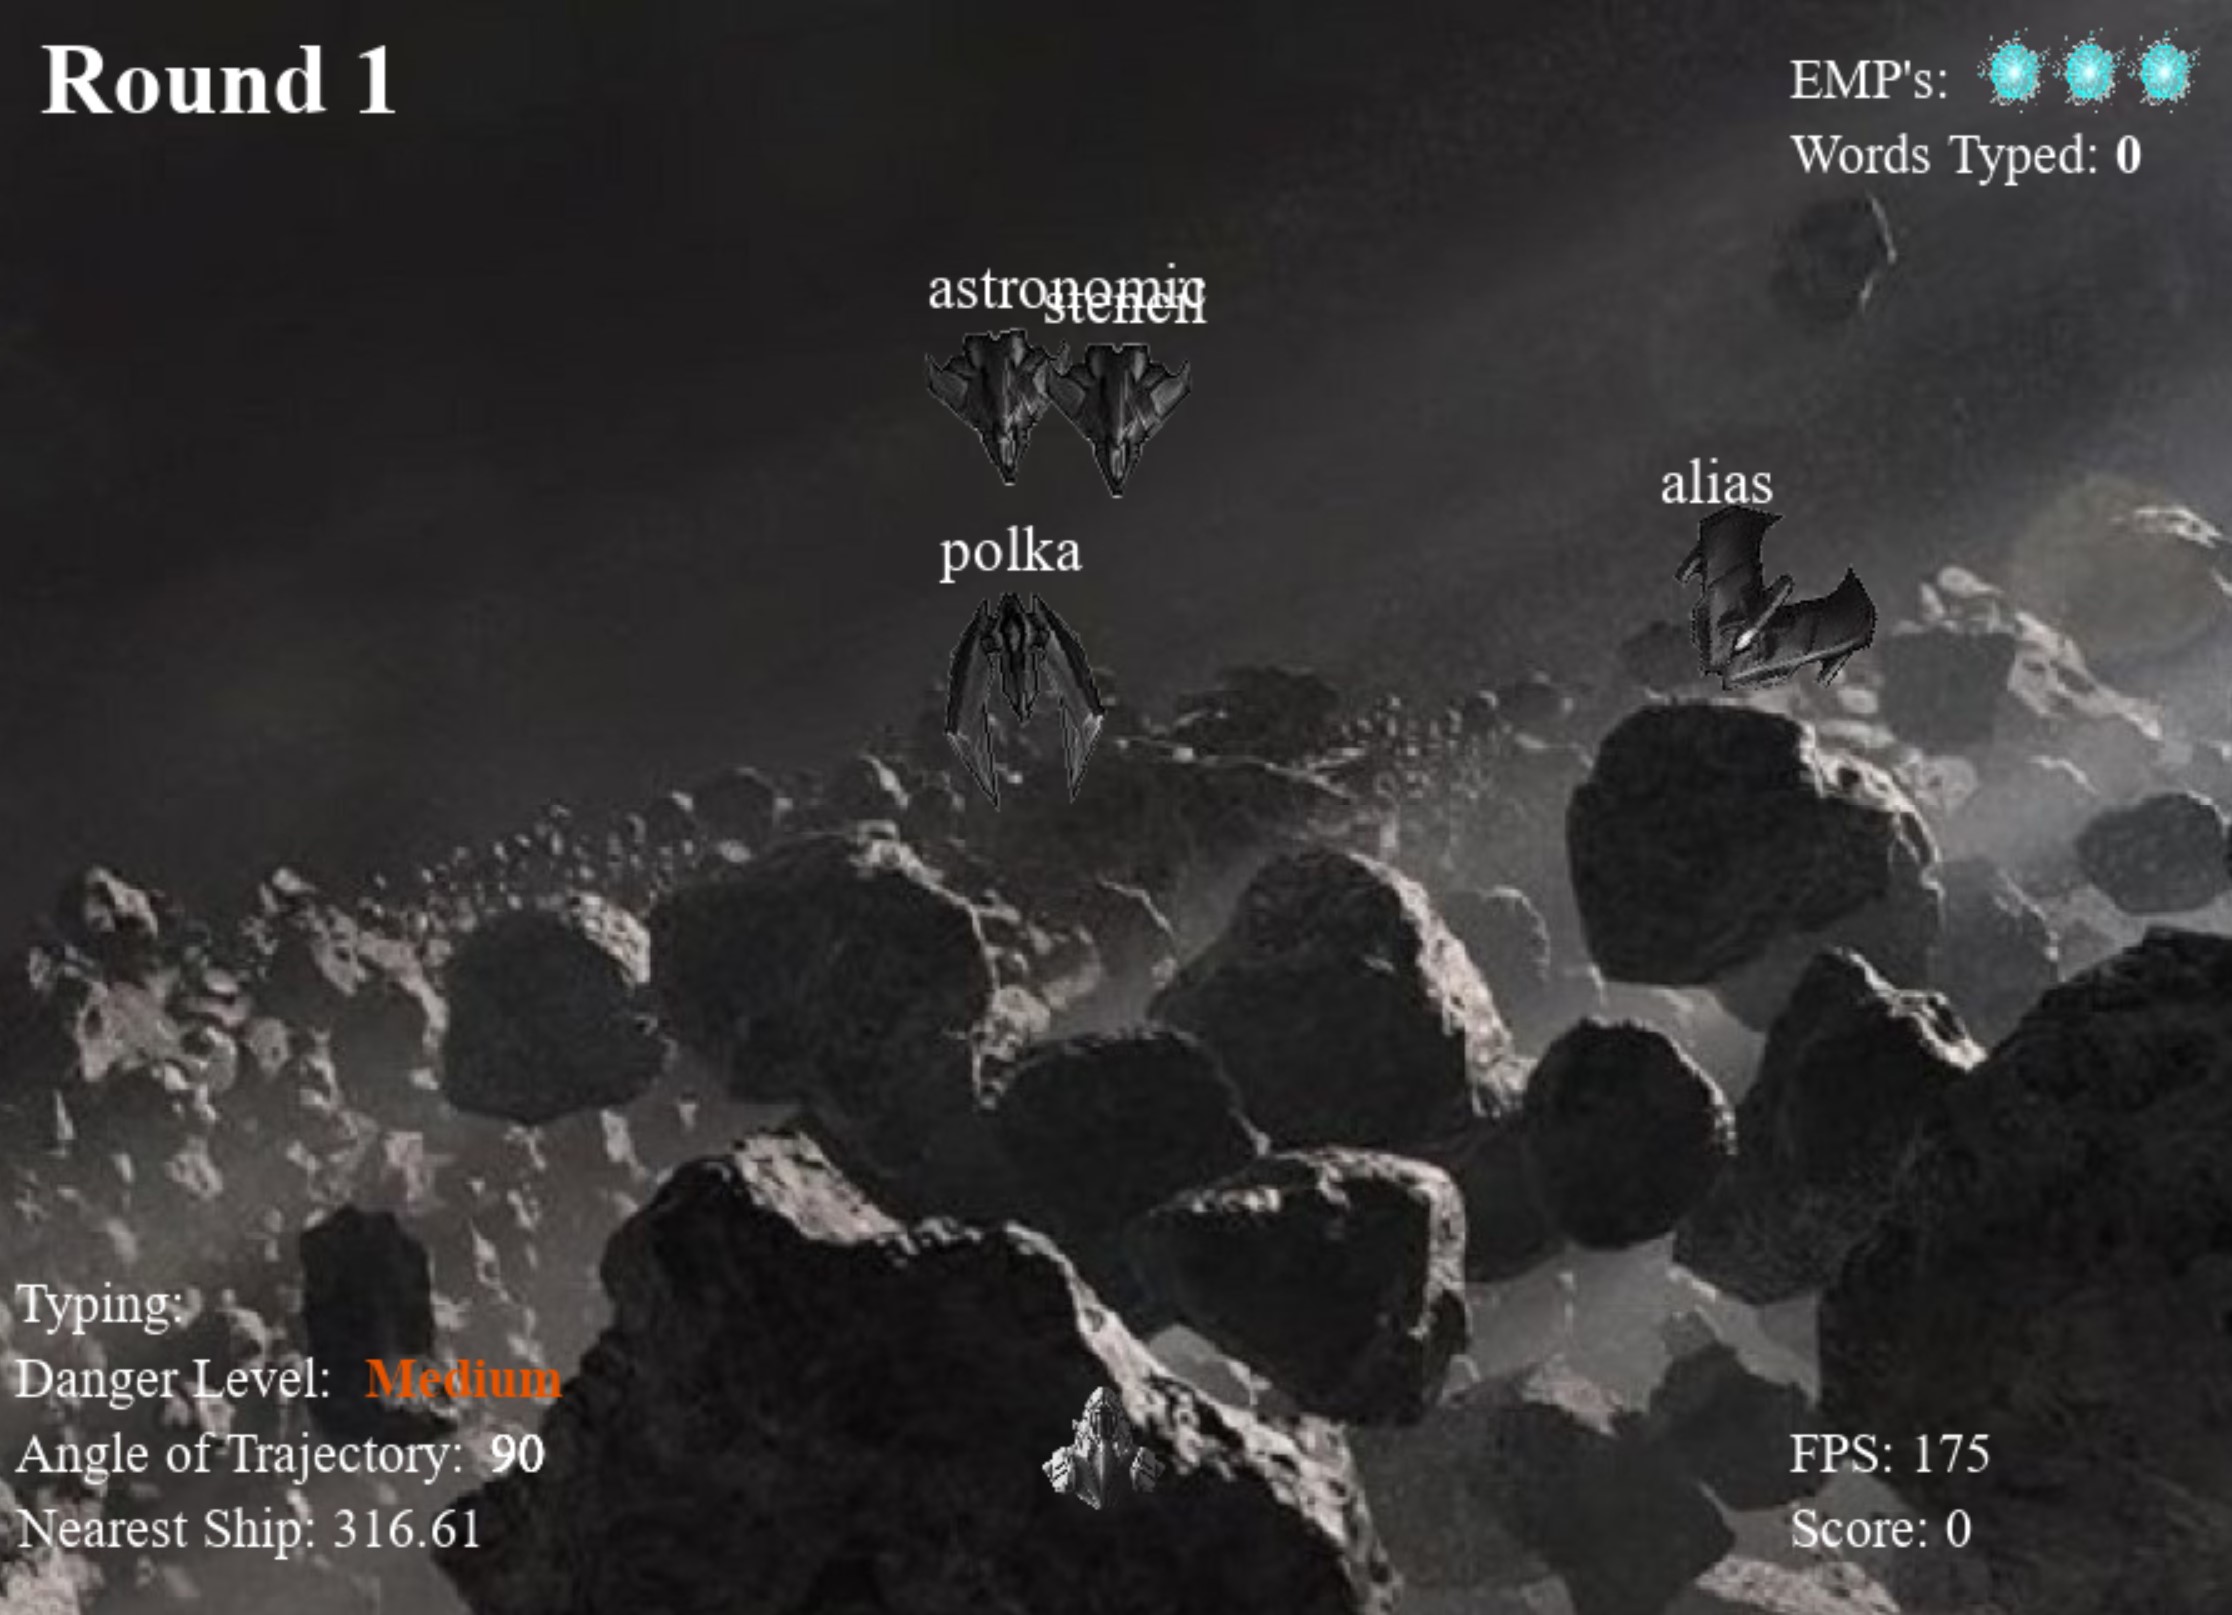 Round 1
EMP's:
Words Typed: 0
astronomic
alias
polka
Typing:
Danger Level: Medium
Angle of Trajectory: 90
Nearest Ship: 316.61
FPS: 175
Score: 0